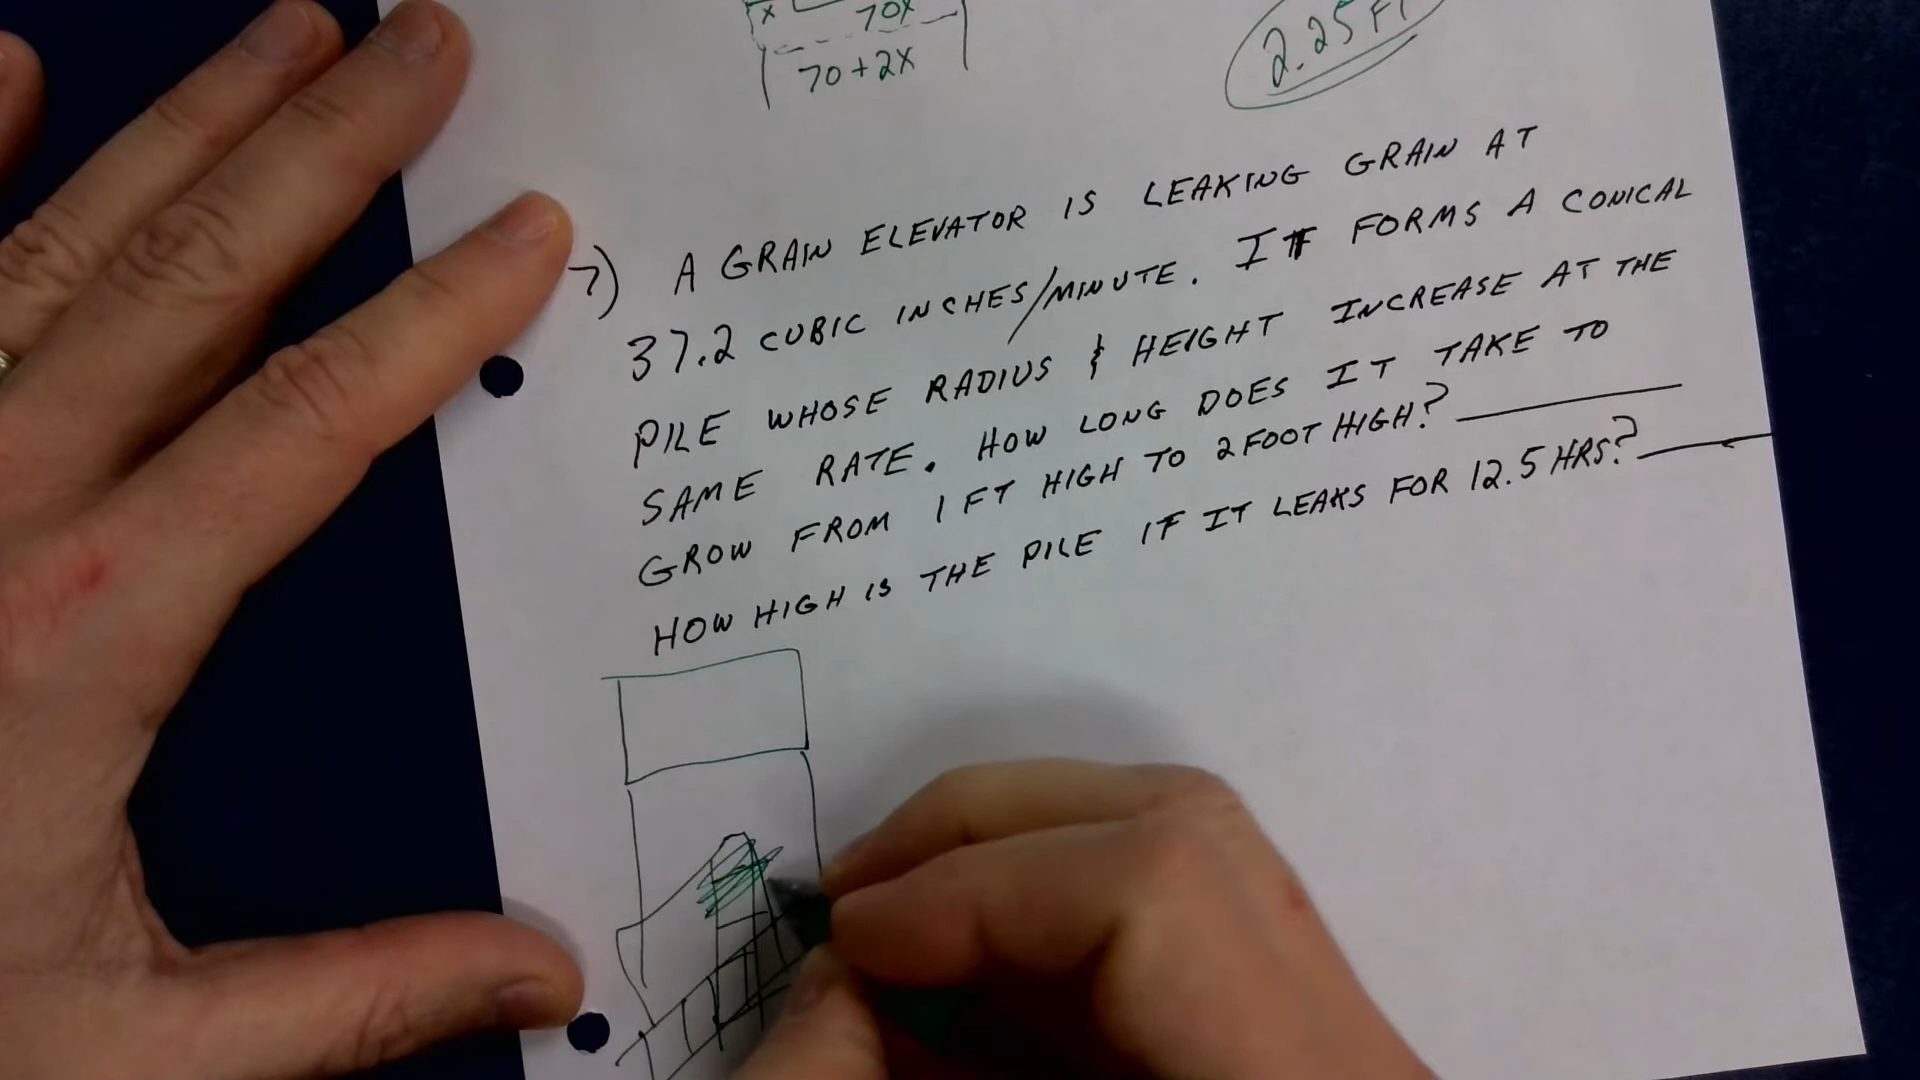 x 70x
70+2x
2.25 FT
7) A GRAIN ELEVATOR IS LEAKING GRAIN AT
37.2 CUBIC INCHES/MINUTE. IT FORMS A CONICAL
PILE WHOSE RADIUS & HEIGHT INCREASE AT THE
SAME RATE. HOW LONG DOES IT TAKE TO
GROW FROM 1 FT HIGH TO 2 FOOT HIGH?
HOW HIGH IS THE PILE IF IT LEAKS FOR 12.5 HRS?